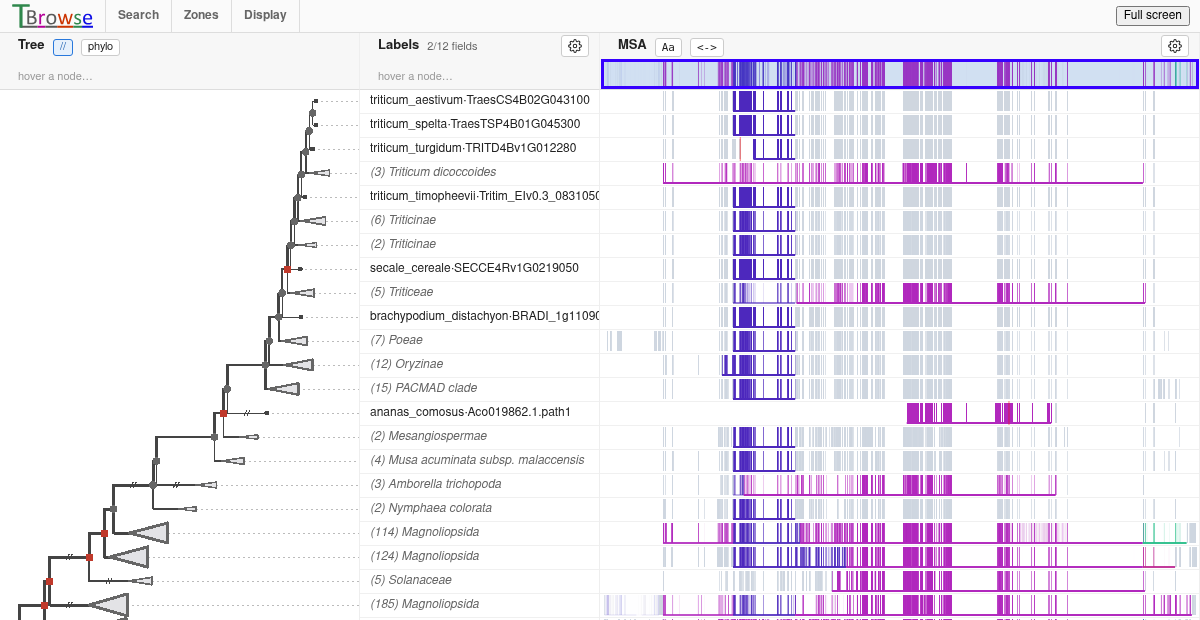 TBrowse Search Zones Display Full screen
Tree // phylo Labels 2/12 fields MSA Aa <->
hover a node… hover a node…
triticum_aestivum·TraesCS4B02G043100
triticum_spelta·TraesTSP4B01G045300
triticum_turgidum·TRITD4Bv1G012280
(3) Triticum dicoccoides
triticum_timopheevii·Tritim_EIv0.3_0831050
(6) Triticinae
(2) Triticinae
secale_cereale·SECCE4Rv1G0219050
(5) Triticeae
brachypodium_distachyon·BRADI_1g11090
(7) Poeae
(12) Oryzinae
(15) PACMAD clade
ananas_comosus·Aco019862.1.path1
(2) Mesangiospermae
(4) Musa acuminata subsp. malaccensis
(3) Amborella trichopoda
(2) Nymphaea colorata
(114) Magnoliopsida
(124) Magnoliopsida
(5) Solanaceae
(185) Magnoliopsida